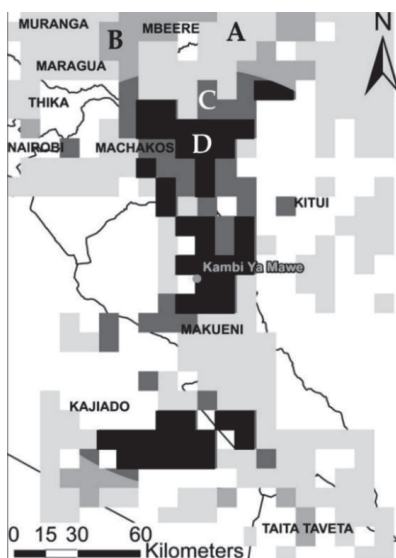 MURANGA
MBEERE
A
N
B
MARAGUA
THIKA
C
NAIROBI
MACHAKOS
D
KITUI
Kambi Ya Mawe
MAKUENI
KAJIADO
TAITA TAVETA
0 15 30 60
Kilometers